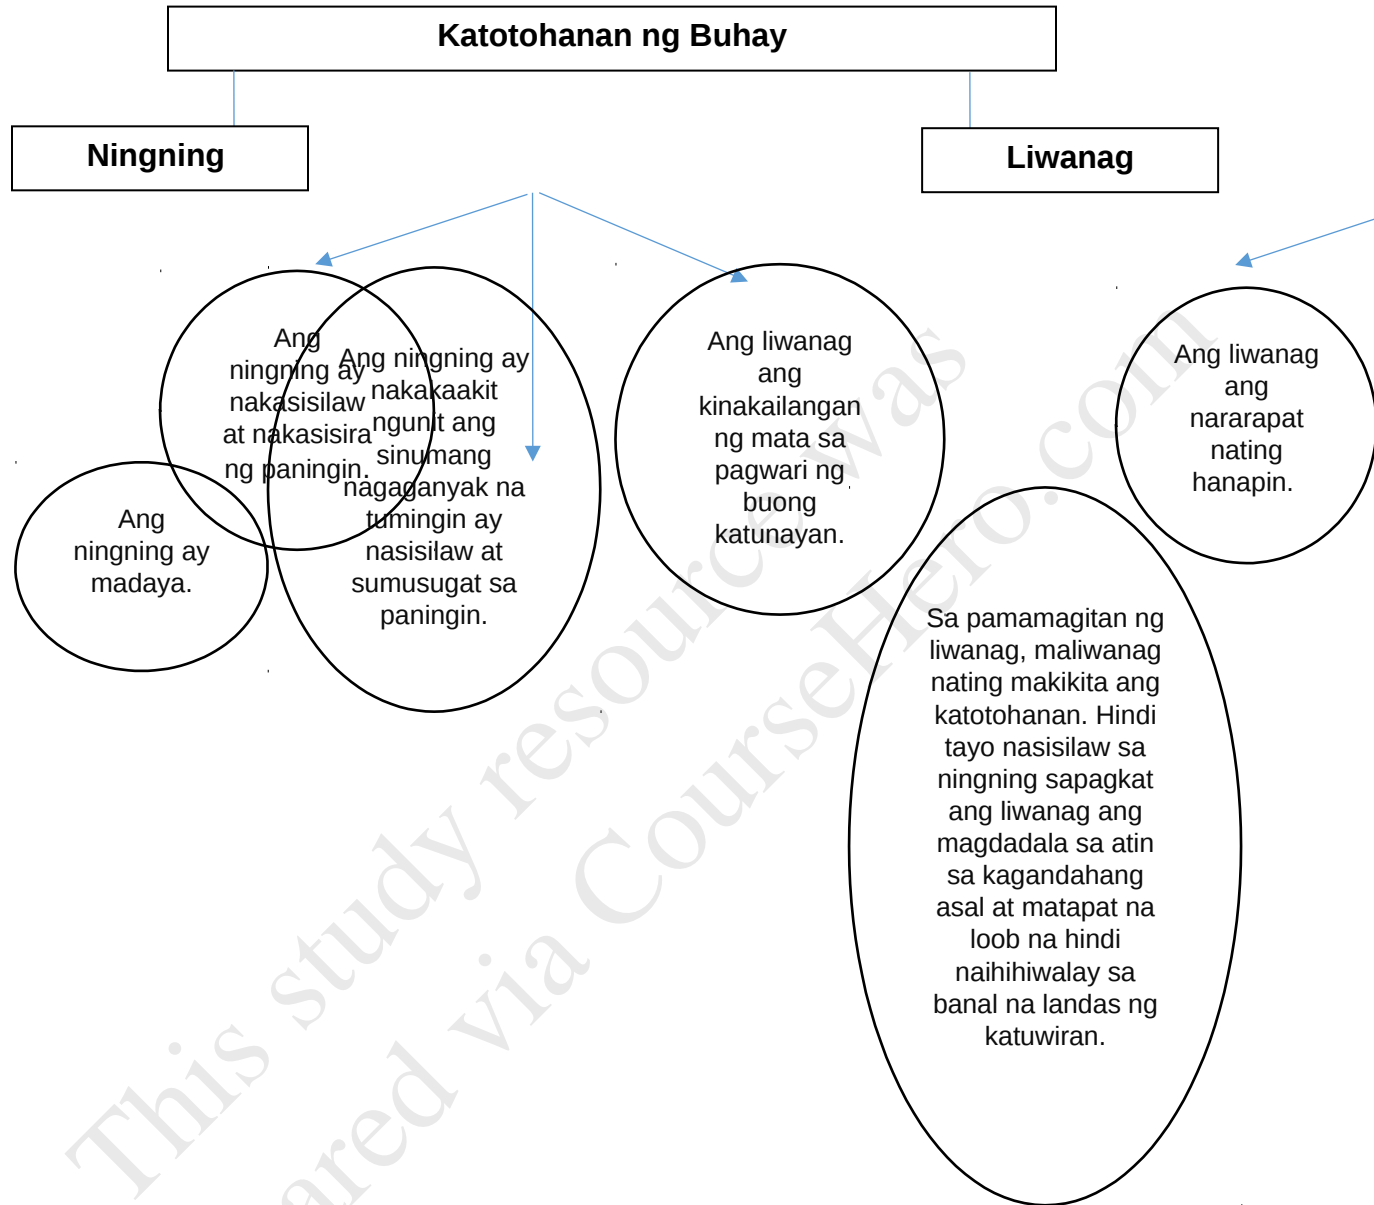 Katotohanan ng Buhay
Ningning
Liwanag
Ang
ningning ay
nakasisilaw
at nakasisira
ng paningin.
Ang ningning ay
nakakaakit
ngunit ang
sinumang
nagaganyak na
tumingin ay
nasisilaw at
sumusugat sa
paningin.
Ang
ningning ay
madaya.
Ang liwanag
ang
kinakailangan
ng mata sa
pagwari ng
buong
katunayan.
Ang liwanag
ang
nararapat
nating
hanapin.
Sa pamamagitan ng
liwanag, maliwanag
nating makikita ang
katotohanan. Hindi
tayo nasisilaw sa
ningning sapagkat
ang liwanag ang
magdadala sa atin
sa kagandahang
asal at matapat na
loob na hindi
naihihiwalay sa
banal na landas ng
katuwiran.
This study resource was
ared via CourseHero.com